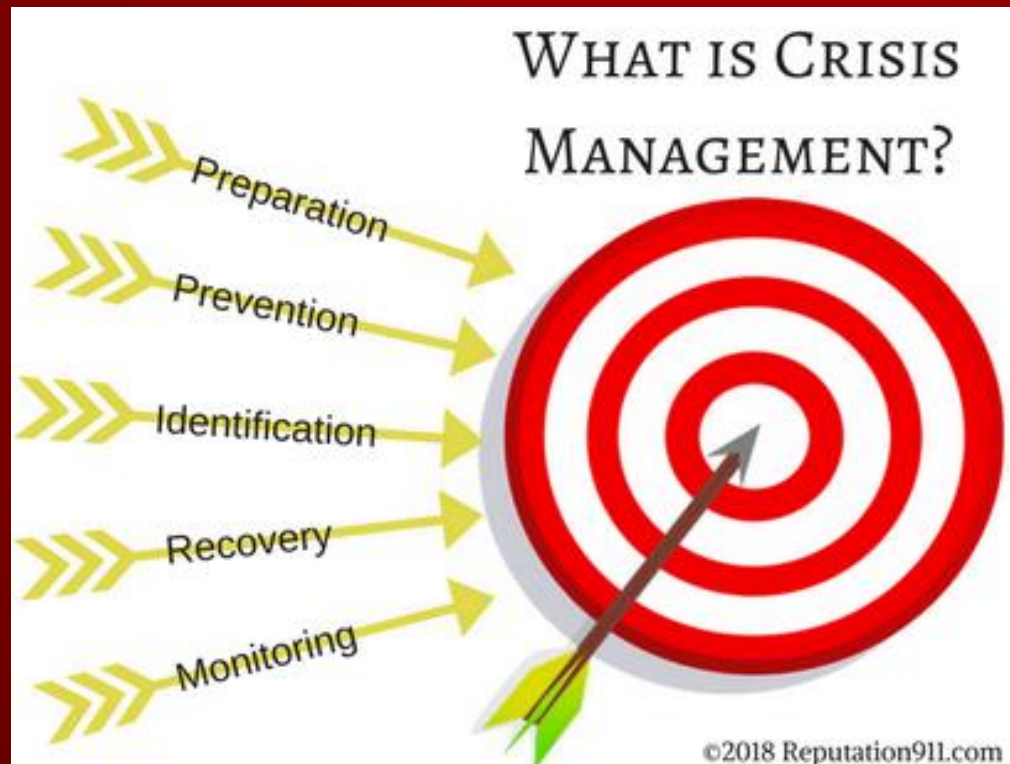 WHAT IS CRISIS
MANAGEMENT?
Preparation
Prevention
Identification
Recovery
Monitoring
©2018 Reputation911.com